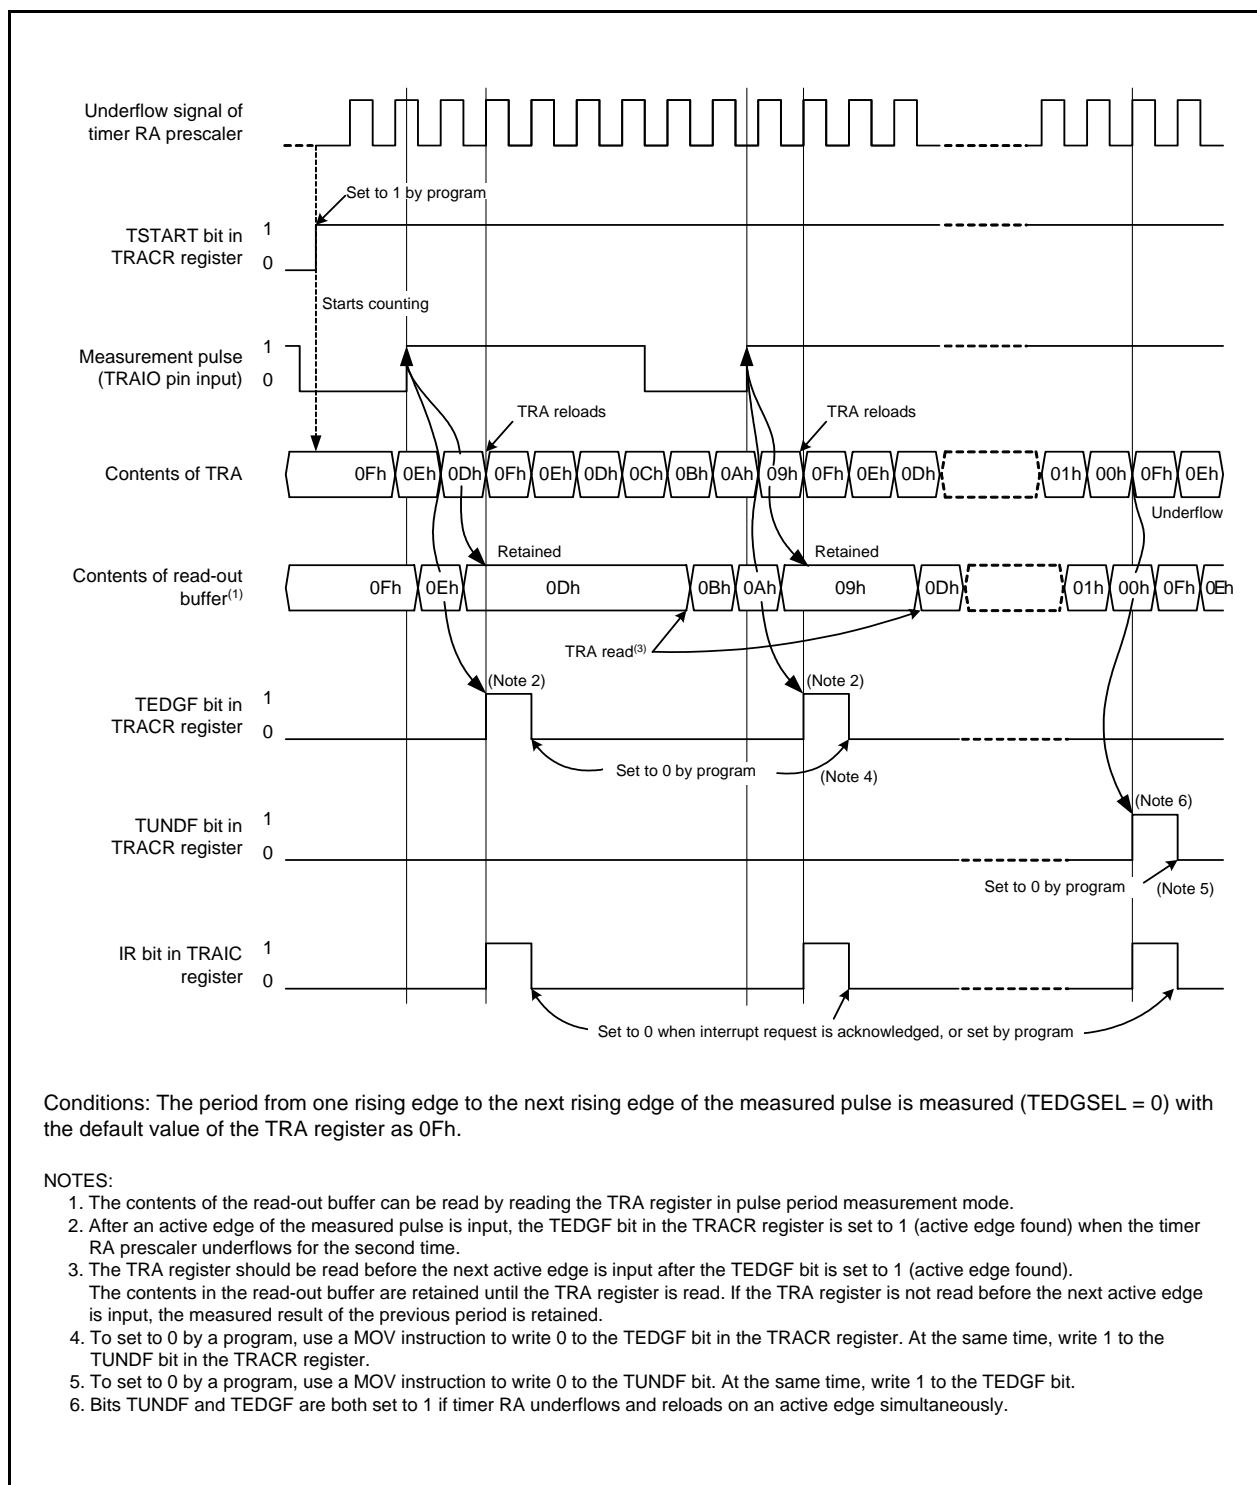 Underflow signal of
timer RA prescaler
Set to 1 by program
TSTART bit in
TRACR register
1
0
Starts counting
Measurement pulse
(TRAIO pin input)
1
0
TRA reloads
TRA reloads
Contents of TRA
0Fh 0Eh 0Dh 0Fh 0Eh 0Dh 0Ch 0Bh 0Ah 09h 0Fh 0Eh 0Dh 01h 00h 0Fh 0Eh
Underflow
Retained
Retained
Contents of read-out
buffer(1)
0Fh 0Eh 0Dh 0Bh 0Ah 09h 0Dh 01h 00h 0Fh 0Eh
TRA read(3)
(Note 2)
(Note 2)
TEDGF bit in
TRACR register
1
0
Set to 0 by program
(Note 4)
(Note 6)
TUNDF bit in
TRACR register
1
0
Set to 0 by program
(Note 5)
IR bit in TRAIC
register
1
0
Set to 0 when interrupt request is acknowledged, or set by program
Conditions: The period from one rising edge to the next rising edge of the measured pulse is measured (TEDGSEL = 0) with
the default value of the TRA register as 0Fh.
NOTES:
1. The contents of the read-out buffer can be read by reading the TRA register in pulse period measurement mode.
2. After an active edge of the measured pulse is input, the TEDGF bit in the TRACR register is set to 1 (active edge found) when the timer
RA prescaler underflows for the second time.
3. The TRA register should be read before the next active edge is input after the TEDGF bit is set to 1 (active edge found).
The contents in the read-out buffer are retained until the TRA register is read. If the TRA register is not read before the next active edge
is input, the measured result of the previous period is retained.
4. To set to 0 by a program, use a MOV instruction to write 0 to the TEDGF bit in the TRACR register. At the same time, write 1 to the
TUNDF bit in the TRACR register.
5. To set to 0 by a program, use a MOV instruction to write 0 to the TUNDF bit. At the same time, write 1 to the TEDGF bit.
6. Bits TUNDF and TEDGF are both set to 1 if timer RA underflows and reloads on an active edge simultaneously.